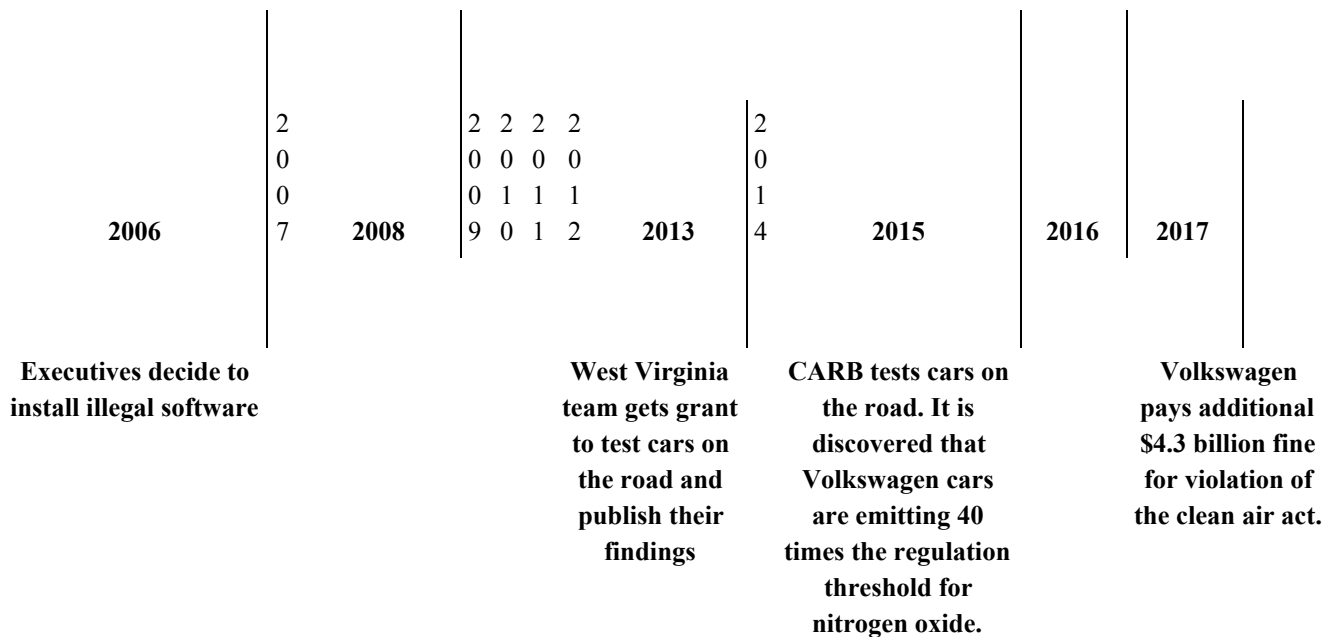 2006 2007 2008 2009 2010 2011 2012 2013 2014 2015 2016 2017
Executives decide to
install illegal software
West Virginia
team gets grant
to test cars on
the road and
publish their
findings
CARB tests cars on
the road. It is
discovered that
Volkswagen cars
are emitting 40
times the regulation
threshold for
nitrogen oxide.
Volkswagen
pays additional
$4.3 billion fine
for violation of
the clean air act.